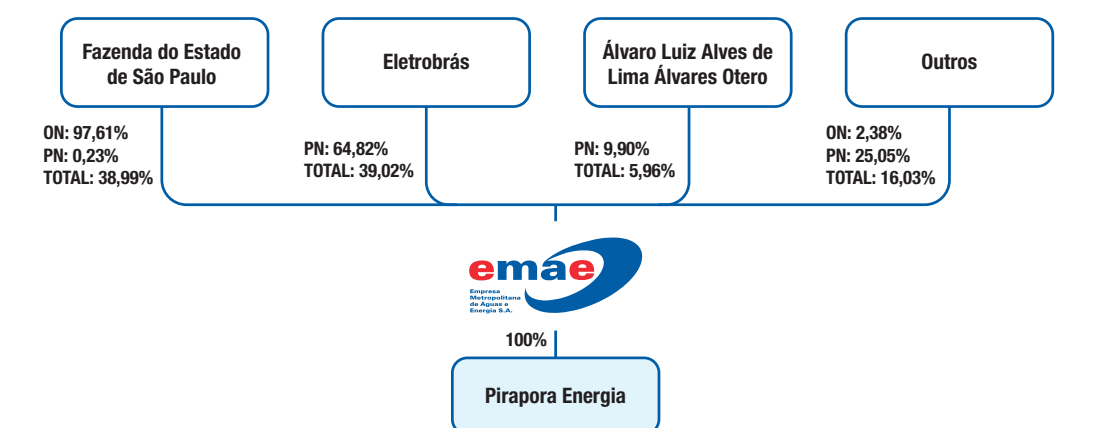 Fazenda do Estado
de São Paulo
Eletrobrás
Álvaro Luiz Alves de
Lima Álvares Otero
Outros
ON: 97,61%
PN: 0,23%
TOTAL: 38,99%
PN: 64,82%
TOTAL: 39,02%
PN: 9,90%
TOTAL: 5,96%
ON: 2,38%
PN: 25,05%
TOTAL: 16,03%
emae
Empresa
Metropolitana
de Águas e
Energia S.A.
100%
Pirapora Energia